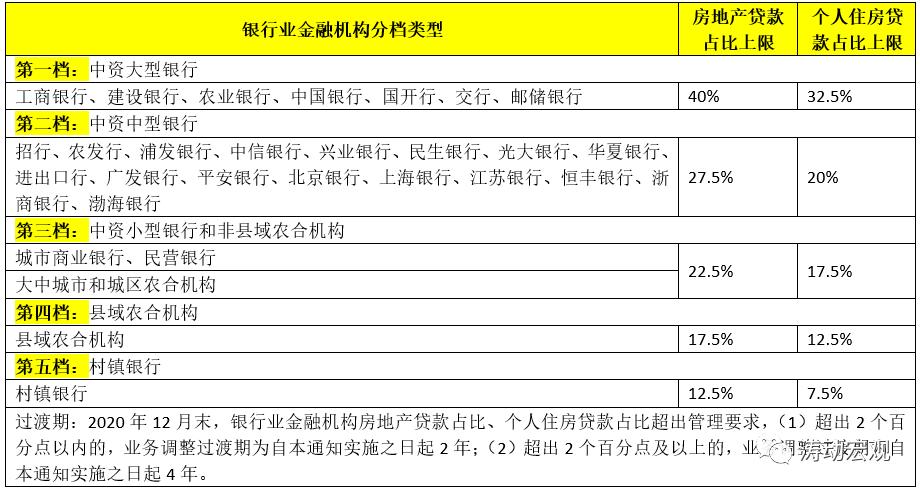 银行业金融机构分档类型
房地产贷款
占比上限
个人住房贷
款占比上限
第一档：中资大型银行
工商银行、建设银行、农业银行、中国银行、国开行、交行、邮储银行
40%
32.5%
第二档：中资中型银行
招行、农发行、浦发银行、中信银行、兴业银行、民生银行、光大银行、华夏银行、
进出口行、广发银行、平安银行、北京银行、上海银行、江苏银行、恒丰银行、浙
商银行、渤海银行
27.5%
20%
第三档：中资小型银行和非县域农合机构
城市商业银行、民营银行
大中城市和城区农合机构
22.5%
17.5%
第四档：县域农合机构
县域农合机构
17.5%
12.5%
第五档：村镇银行
村镇银行
12.5%
7.5%
过渡期：2020 年 12 月末，银行业金融机构房地产贷款占比、个人住房贷款占比超出管理要求，（1）超出 2 个百
分点以内的，业务调整过渡期为自本通知实施之日起 2 年；（2）超出 2 个百分点及以上的，业务调整过渡期为自
本通知实施之日起 4 年。
涛动宏观